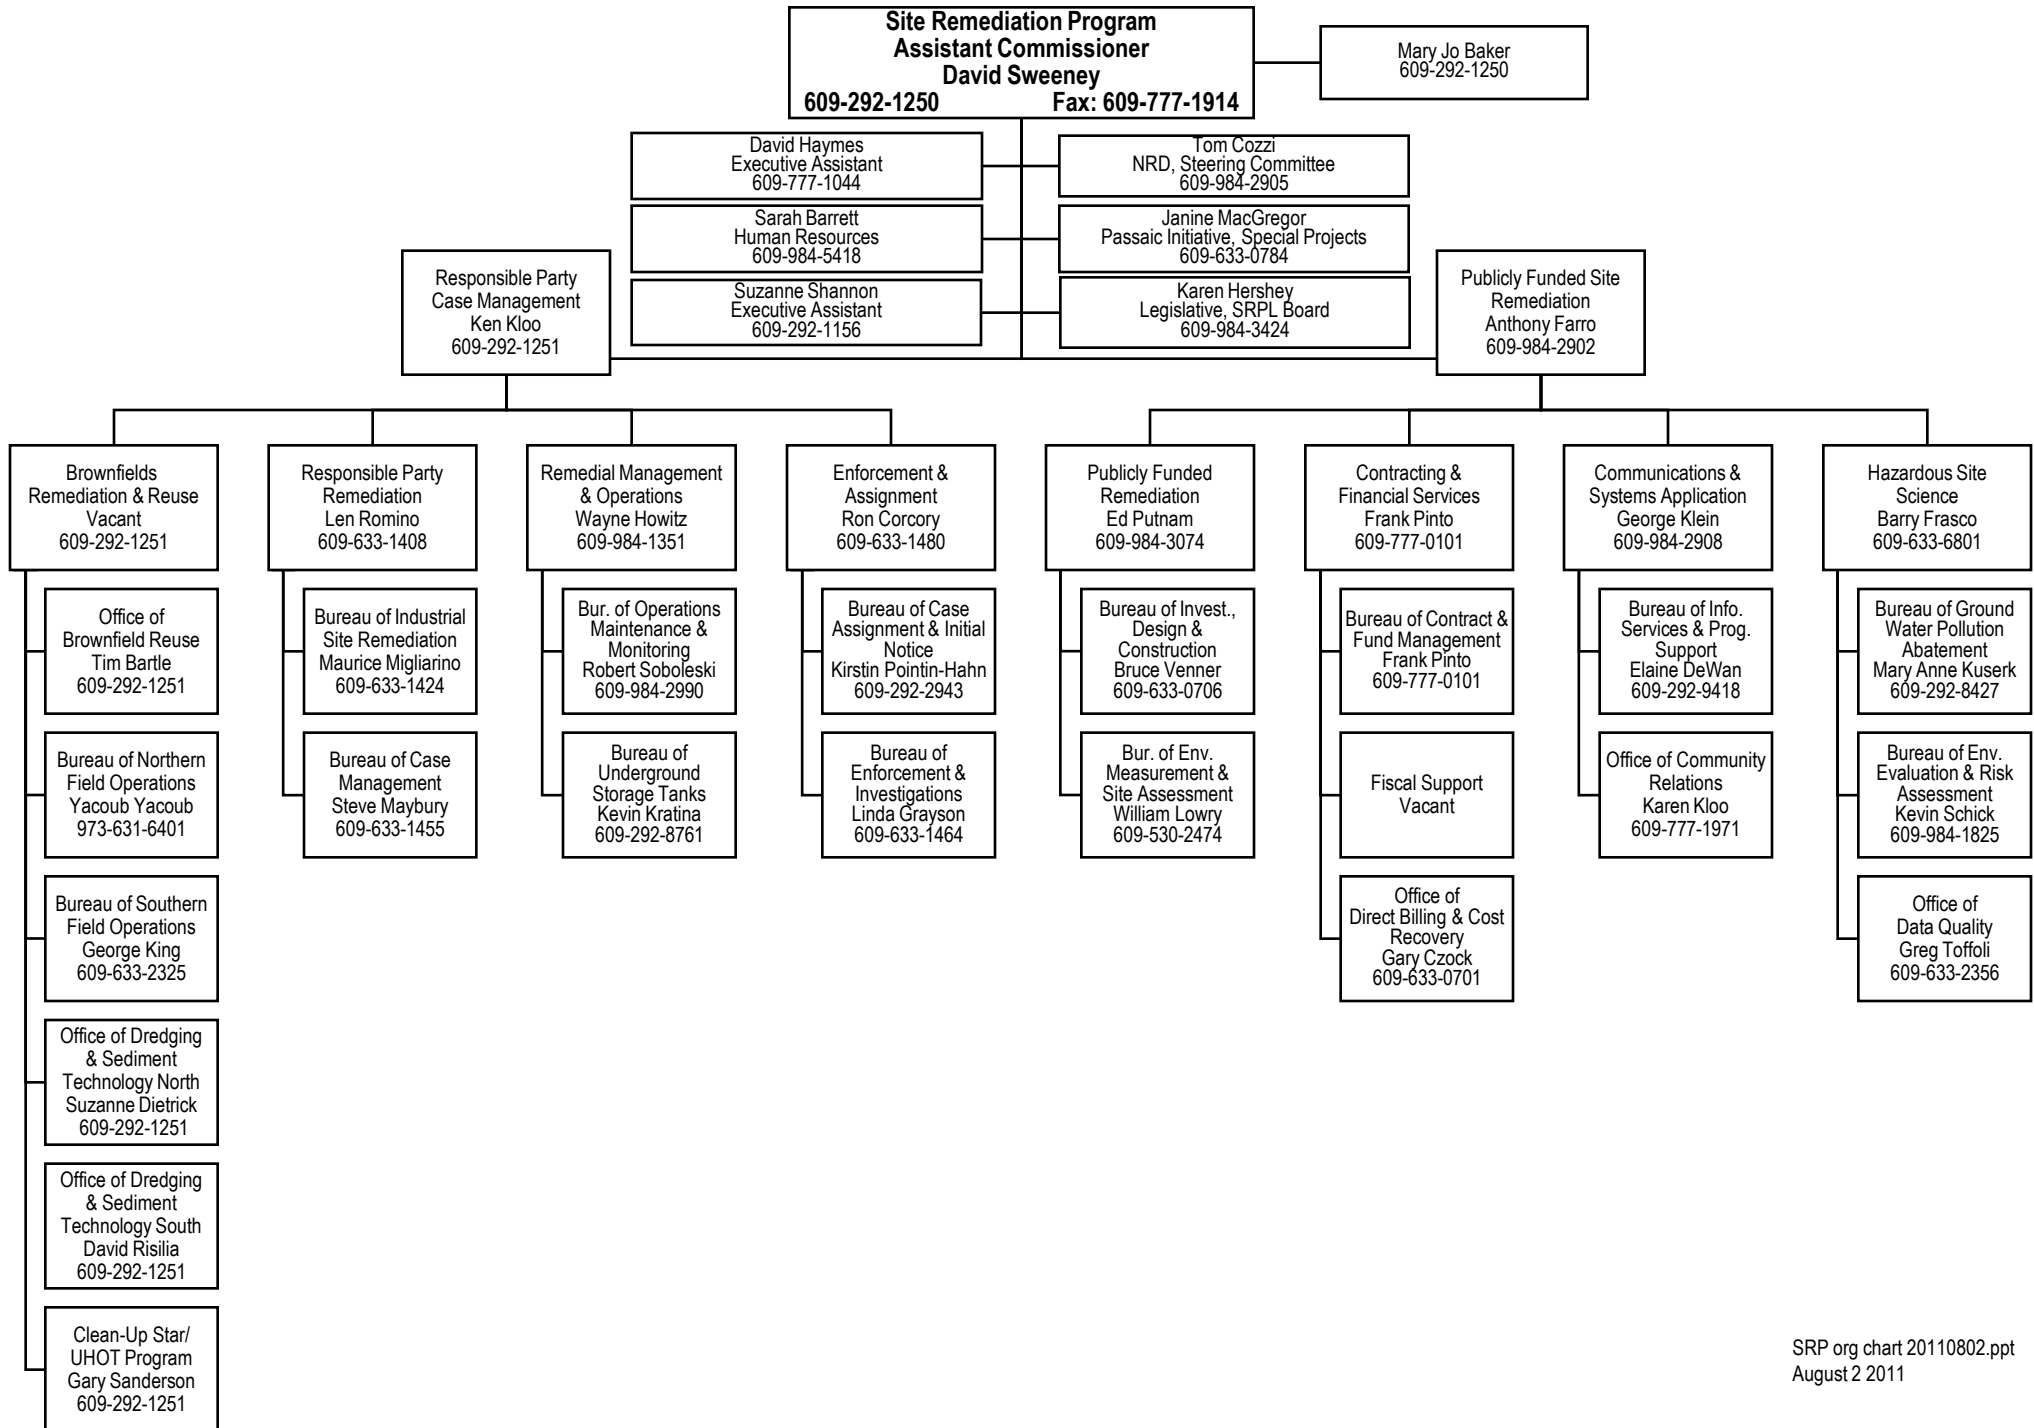 Site Remediation Program
Assistant Commissioner
David Sweeney
609-292-1250 Fax: 609-777-1914
Mary Jo Baker
609-292-1250
David Haymes
Executive Assistant
609-777-1044
Tom Cozzi
NRD, Steering Committee
609-984-2905
Sarah Barrett
Human Resources
609-984-5418
Janine MacGregor
Passaic Initiative, Special Projects
609-633-0784
Suzanne Shannon
Executive Assistant
609-292-1156
Karen Hershey
Legislative, SRPL Board
609-984-3424
Responsible Party
Case Management
Ken Kloo
609-292-1251
Publicly Funded Site
Remediation
Anthony Farro
609-984-2902
Brownfields
Remediation & Reuse
Vacant
609-292-1251
Responsible Party
Remediation
Len Romino
609-633-1408
Remedial Management
& Operations
Wayne Howitz
609-984-1351
Enforcement &
Assignment
Ron Corcory
609-633-1480
Publicly Funded
Remediation
Ed Putnam
609-984-3074
Contracting &
Financial Services
Frank Pinto
609-777-0101
Communications &
Systems Application
George Klein
609-984-2908
Hazardous Site
Science
Barry Frasco
609-633-6801
Office of
Brownfield Reuse
Tim Bartle
609-292-1251
Bureau of Industrial
Site Remediation
Maurice Migliarino
609-633-1424
Bur. of Operations
Maintenance &
Monitoring
Robert Soboleski
609-984-2990
Bureau of Case
Assignment & Initial
Notice
Kirstin Pointin-Hahn
609-292-2943
Bureau of Invest.,
Design &
Construction
Bruce Venner
609-633-0706
Bureau of Contract &
Fund Management
Frank Pinto
609-777-0101
Bureau of Info.
Services & Prog.
Support
Elaine DeWan
609-292-9418
Bureau of Ground
Water Pollution
Abatement
Mary Anne Kuserk
609-292-8427
Bureau of Northern
Field Operations
Yacoub Yacoub
973-631-6401
Bureau of Case
Management
Steve Maybury
609-633-1455
Bureau of
Underground
Storage Tanks
Kevin Kratina
609-292-8761
Bureau of
Enforcement &
Investigations
Linda Grayson
609-633-1464
Bur. of Env.
Measurement &
Site Assessment
William Lowry
609-530-2474
Fiscal Support
Vacant
Office of Community
Relations
Karen Kloo
609-777-1971
Bureau of Env.
Evaluation & Risk
Assessment
Kevin Schick
609-984-1825
Bureau of Southern
Field Operations
George King
609-633-2325
Office of
Direct Billing & Cost
Recovery
Gary Czock
609-633-0701
Office of
Data Quality
Greg Toffoli
609-633-2356
Office of Dredging
& Sediment
Technology North
Suzanne Dietrick
609-292-1251
Office of Dredging
& Sediment
Technology South
David Risilia
609-292-1251
Clean-Up Star/
UHOT Program
Gary Sanderson
609-292-1251
SRP org chart 20110802.ppt
August 2 2011